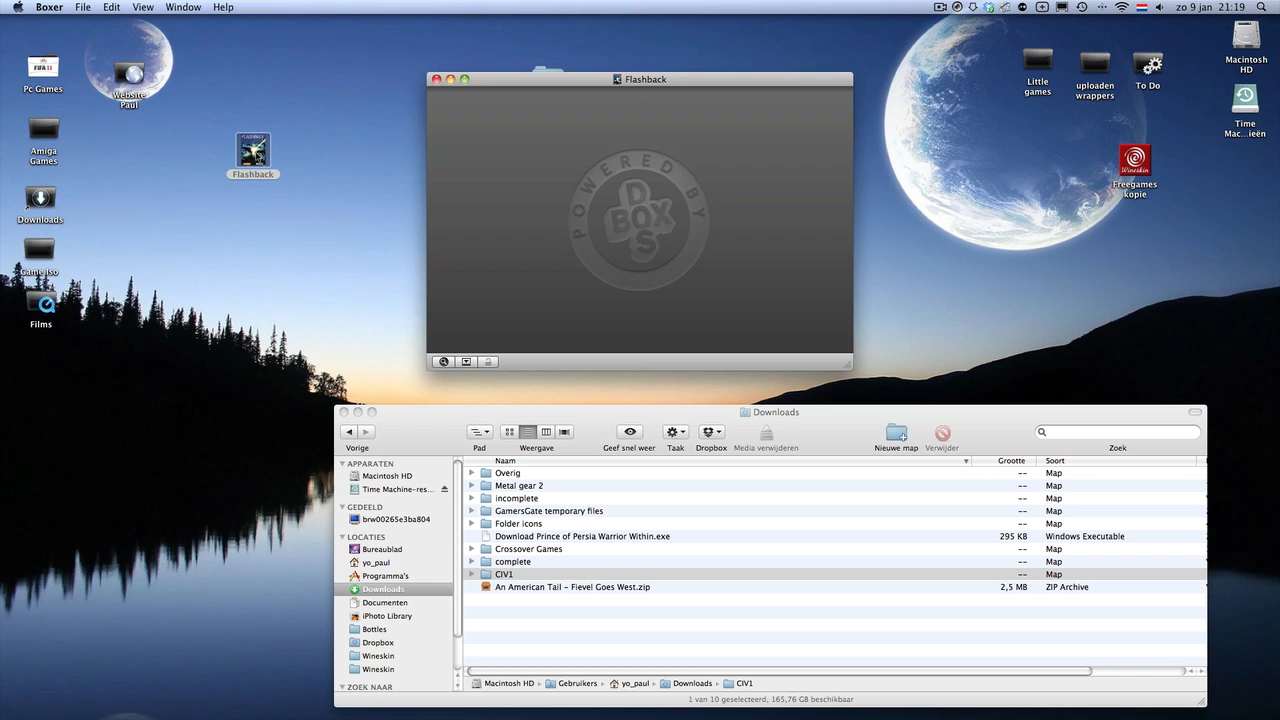 Boxer File Edit View Window Help
zo 9 jan 21:19
FIFA 11
Pc Games
Website
Paul
Amiga
Games
Downloads
Game Iso
Films
FLASHBACK
Flashback
Flashback
POWERED BY
DOSBOX
Little
games
uploaden
wrappers
To Do
Macintosh
HD
Time
Mac...ieën
Wineskin
Freegames
kopie
Downloads
Vorige
Pad
Weergave
Geef snel weer
Taak
Dropbox
Media verwijderen
Nieuwe map
Verwijder
Zoek
APPARATEN
Macintosh HD
Time Machine-res...
GEDEELD
brw00265e3ba804
LOCATIES
Bureaublad
yo_paul
Programma's
Downloads
Documenten
iPhoto Library
Bottles
Dropbox
Wineskin
Wineskin
ZOEK NAAR
Naam Grootte Soort
Overig -- Map
Metal gear 2 -- Map
incomplete -- Map
GamersGate temporary files -- Map
Folder icons -- Map
Download Prince of Persia Warrior Within.exe 295 KB Windows Executable
Crossover Games -- Map
complete -- Map
CIV1 -- Map
An American Tail - Fievel Goes West.zip 2,5 MB ZIP Archive
Macintosh HD Gebruikers yo_paul Downloads CIV1
1 van 10 geselecteerd, 165,76 GB beschikbaar